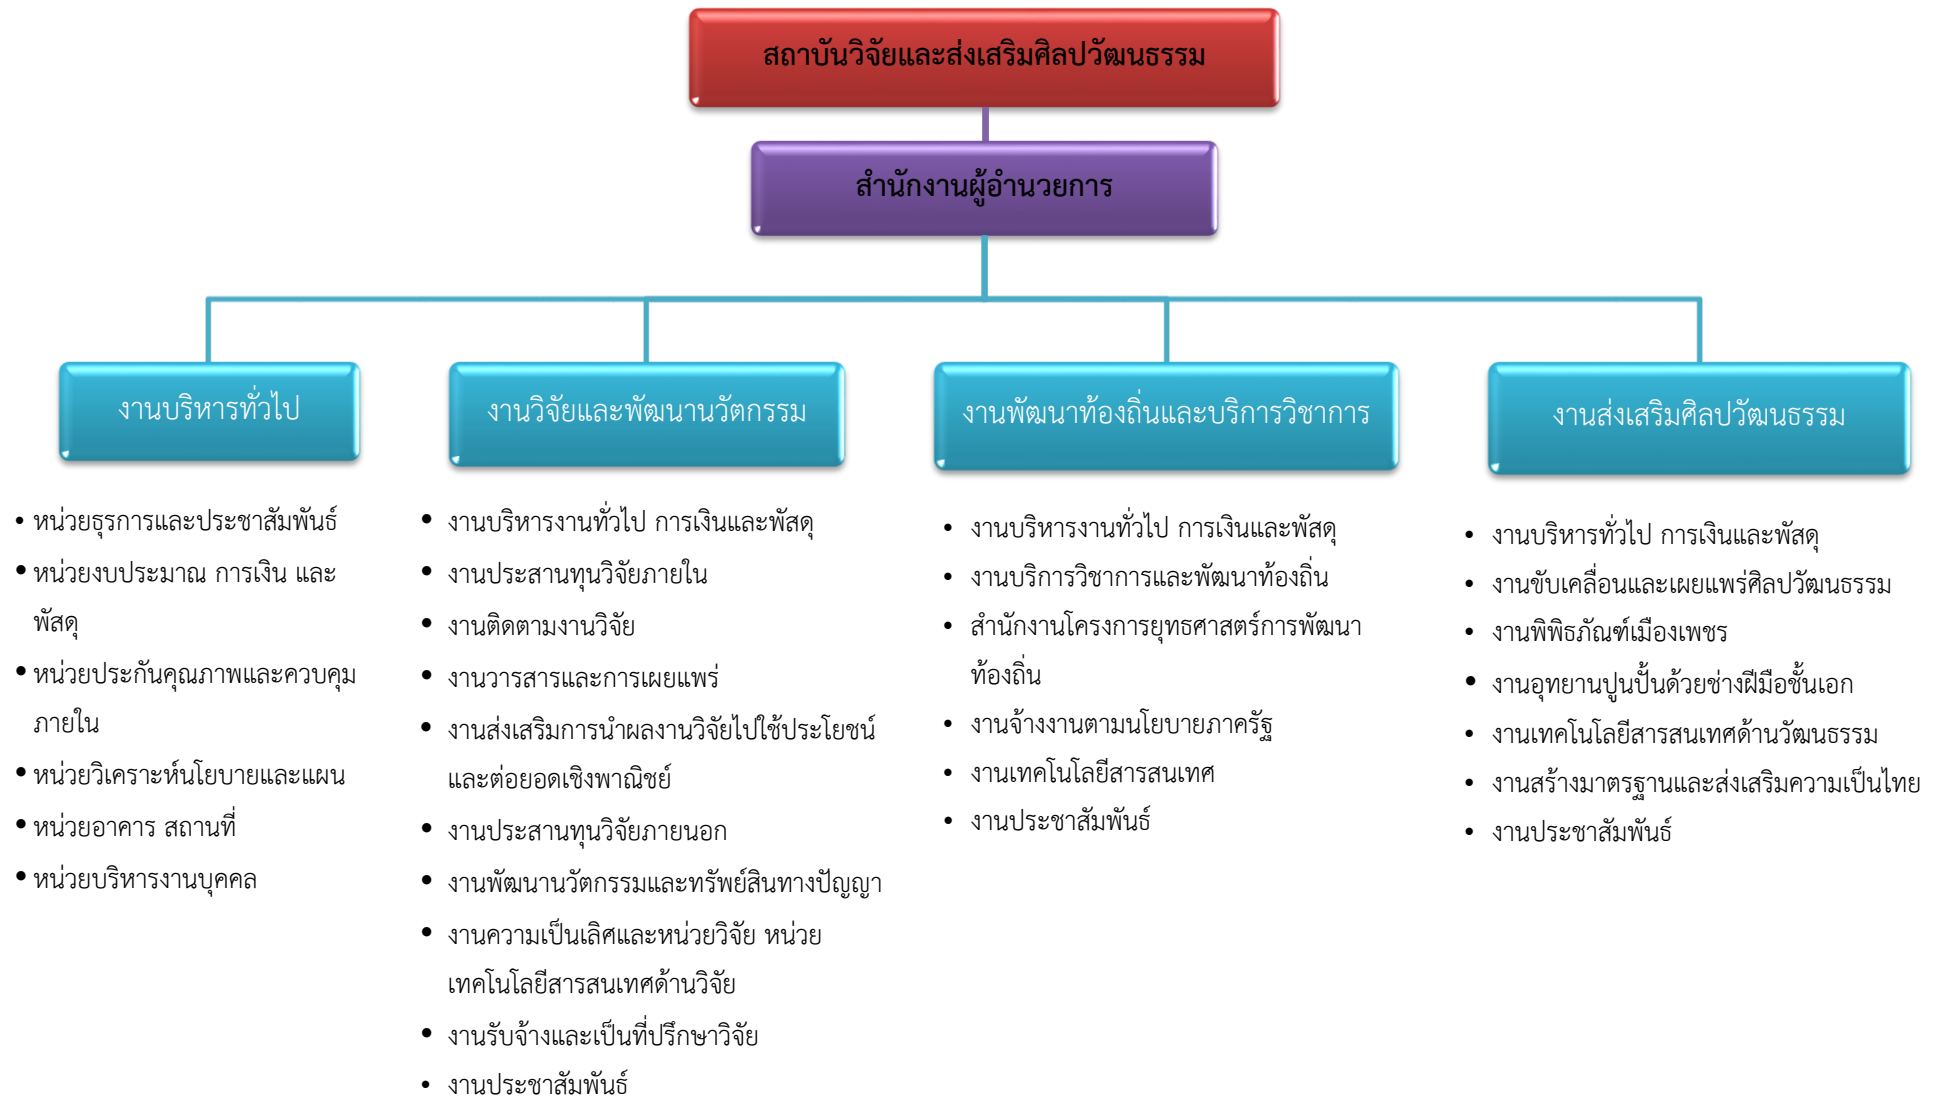 สถาบันวิจัยและส่งเสริมศิลปวัฒนธรรม
สำนักงานผู้อำนวยการ
งานบริหารทั่วไป
• หน่วยธุรการและประชาสัมพันธ์
• หน่วยงบประมาณ การเงิน และ
พัสดุ
• หน่วยประกันคุณภาพและควบคุม
ภายใน
• หน่วยวิเคราะห์นโยบายและแผน
• หน่วยอาคาร สถานที่
• หน่วยบริหารงานบุคคล
งานวิจัยและพัฒนานวัตกรรม
• งานบริหารงานทั่วไป การเงินและพัสดุ
• งานประสานทุนวิจัยภายใน
• งานติดตามงานวิจัย
• งานวารสารและการเผยแพร่
• งานส่งเสริมการนำผลงานวิจัยไปใช้ประโยชน์
และต่อยอดเชิงพาณิชย์
• งานประสานทุนวิจัยภายนอก
• งานพัฒนานวัตกรรมและทรัพย์สินทางปัญญา
• งานความเป็นเลิศและหน่วยวิจัย หน่วย
เทคโนโลยีสารสนเทศด้านวิจัย
• งานรับจ้างและเป็นที่ปรึกษาวิจัย
• งานประชาสัมพันธ์
งานพัฒนาท้องถิ่นและบริการวิชาการ
• งานบริหารงานทั่วไป การเงินและพัสดุ
• งานบริการวิชาการและพัฒนาท้องถิ่น
• สำนักงานโครงการยุทธศาสตร์การพัฒนา
ท้องถิ่น
• งานจ้างงานตามนโยบายภาครัฐ
• งานเทคโนโลยีสารสนเทศ
• งานประชาสัมพันธ์
งานส่งเสริมศิลปวัฒนธรรม
• งานบริหารทั่วไป การเงินและพัสดุ
• งานขับเคลื่อนและเผยแพร่ศิลปวัฒนธรรม
• งานพิพิธภัณฑ์เมืองเพชร
• งานอุทยานปูนปั้นด้วยช่างฝีมือชั้นเอก
• งานเทคโนโลยีสารสนเทศด้านวัฒนธรรม
• งานสร้างมาตรฐานและส่งเสริมความเป็นไทย
• งานประชาสัมพันธ์